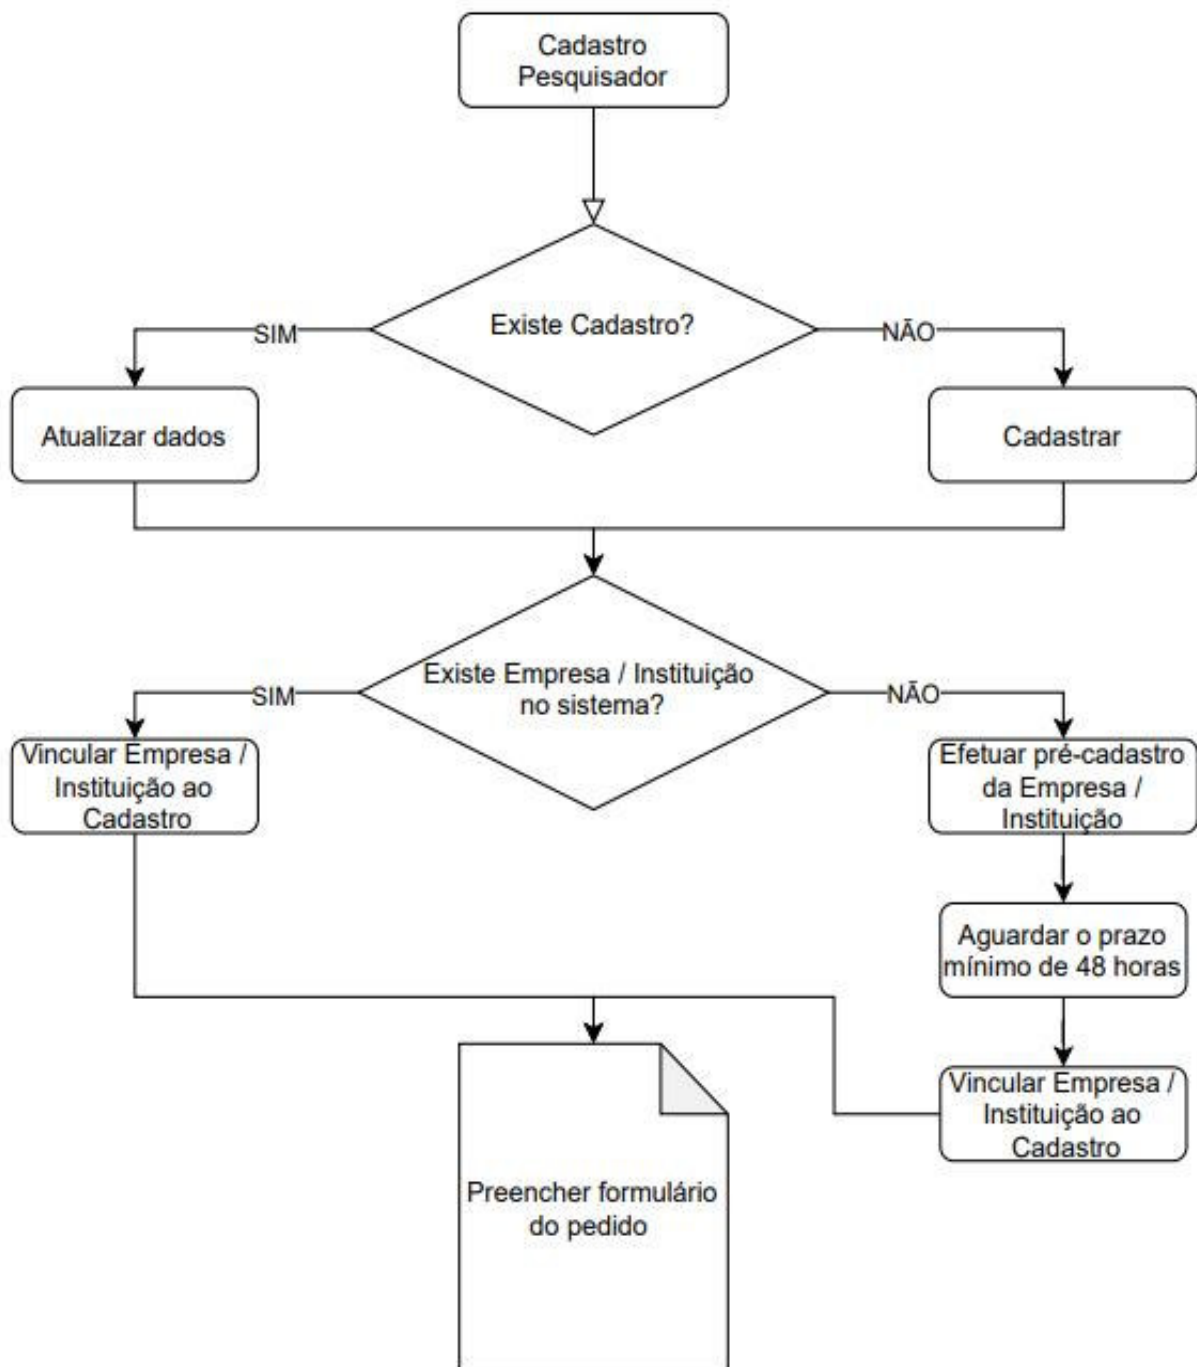 Cadastro
Pesquisador
Existe Cadastro?
SIM
NÃO
Atualizar dados
Cadastrar
Existe Empresa / Instituição
no sistema?
SIM
NÃO
Vincular Empresa /
Instituição ao
Cadastro
Efetuar pré-cadastro
da Empresa /
Instituição
Aguardar o prazo
mínimo de 48 horas
Vincular Empresa /
Instituição ao
Cadastro
Preencher formulário
do pedido